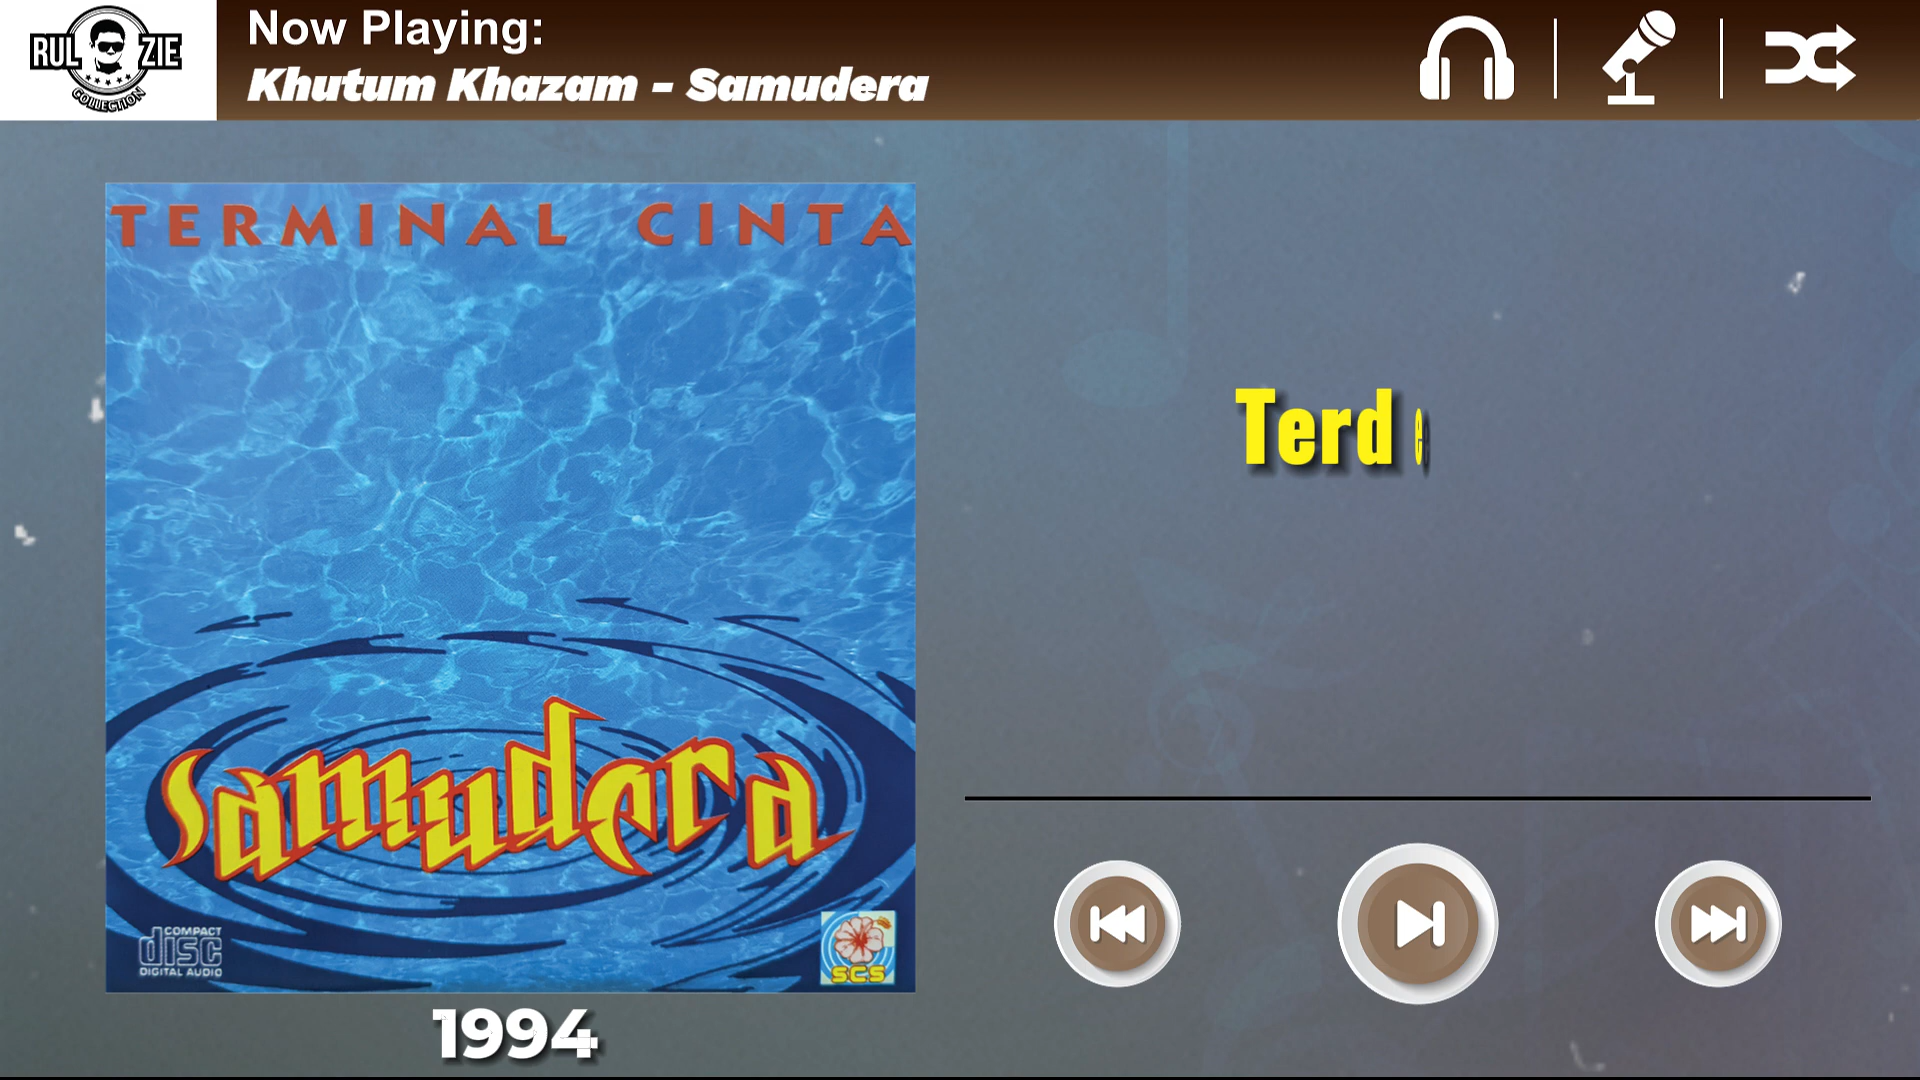 RUL ZIE
COLLECTION
Now Playing:
Khutum Khazam - Samudera
TERMINAL CINTA
Terd e
samudera
COMPACT
disc
DIGITAL AUDIO
SCS
1994